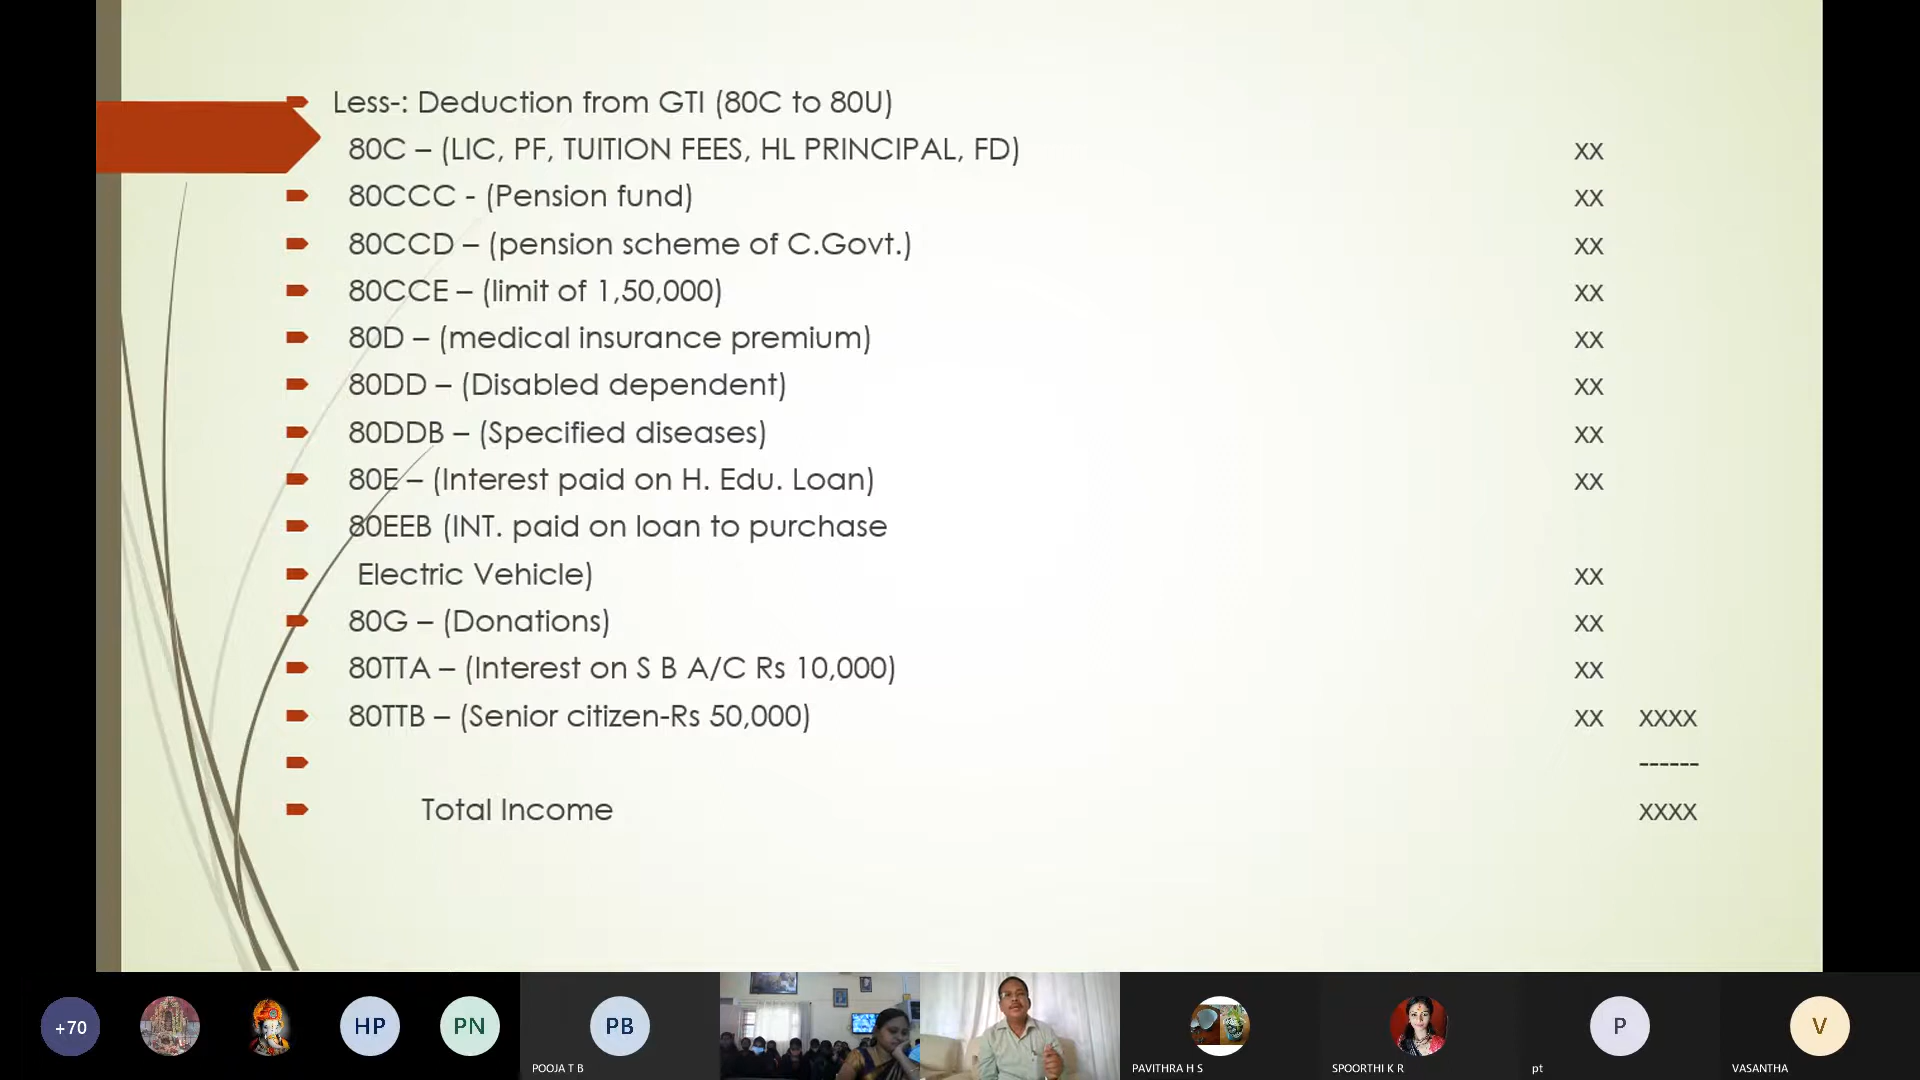 Less-: Deduction from GTI (80C to 80U)
80C – (LIC, PF, TUITION FEES, HL PRINCIPAL, FD) xx
80CCC - (Pension fund) xx
80CCD – (pension scheme of C.Govt.) xx
80CCE – (limit of 1,50,000) xx
80D – (medical insurance premium) xx
80DD – (Disabled dependent) xx
80DDB – (Specified diseases) xx
80E – (Interest paid on H. Edu. Loan) xx
80EEB (INT. paid on loan to purchase
Electric Vehicle) xx
80G – (Donations) xx
80TTA – (Interest on S B A/C Rs 10,000) xx
80TTB – (Senior citizen-Rs 50,000) xx xxxx
------
Total Income xxxx
+70 HP PN PB P V
POOJA T B PAVITHRA H S SPOORTHI K R pt VASANTHA